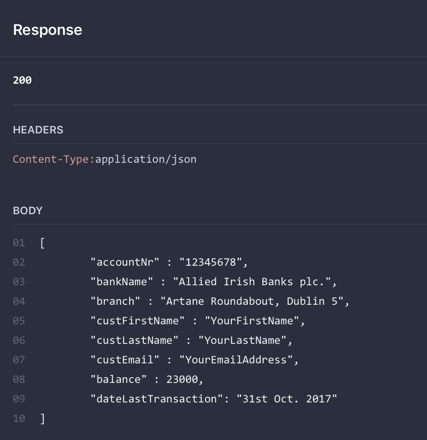 Response
200
HEADERS
Content-Type:application/json
BODY
01 [
02 "accountNr" : "12345678",
03 "bankName" : "Allied Irish Banks plc.",
04 "branch" : "Artane Roundabout, Dublin 5",
05 "custFirstName" : "YourFirstName",
06 "custLastName" : "YourLastName",
07 "custEmail" : "YourEmailAddress",
08 "balance" : 23000,
09 "dateLastTransaction": "31st Oct. 2017"
10 ]